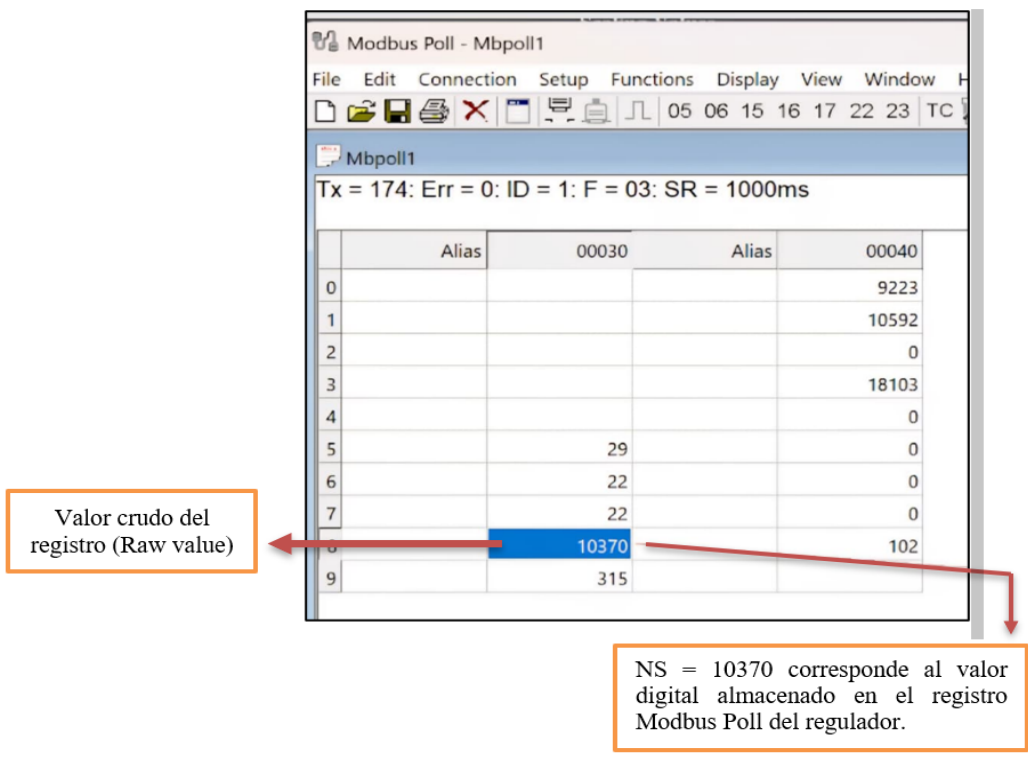 Modbus Poll - Mbpoll1
File Edit Connection Setup Functions Display View Window H
05 06 15 16 17 22 23 TC
Mbpoll1
Tx = 174: Err = 0: ID = 1: F = 03: SR = 1000ms
Alias 00030 Alias 00040
0 9223
1 10592
2 0
3 18103
4 0
5 29 0
6 22 0
7 22 0
8 10370 102
9 315
Valor crudo del
registro (Raw value)
NS = 10370 corresponde al valor
digital almacenado en el registro
Modbus Poll del regulador.